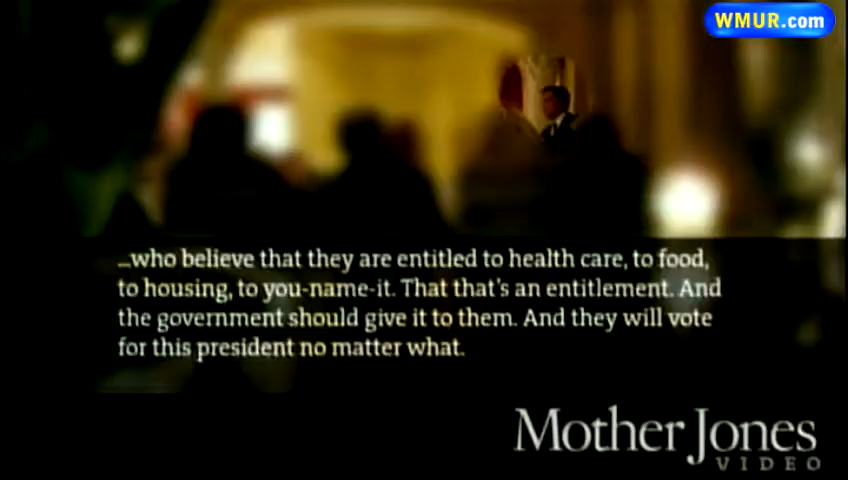 WMUR.com
...who believe that they are entitled to health care, to food,
to housing, to you-name-it. That that's an entitlement. And
the government should give it to them. And they will vote
for this president no matter what.
Mother Jones
VIDEO